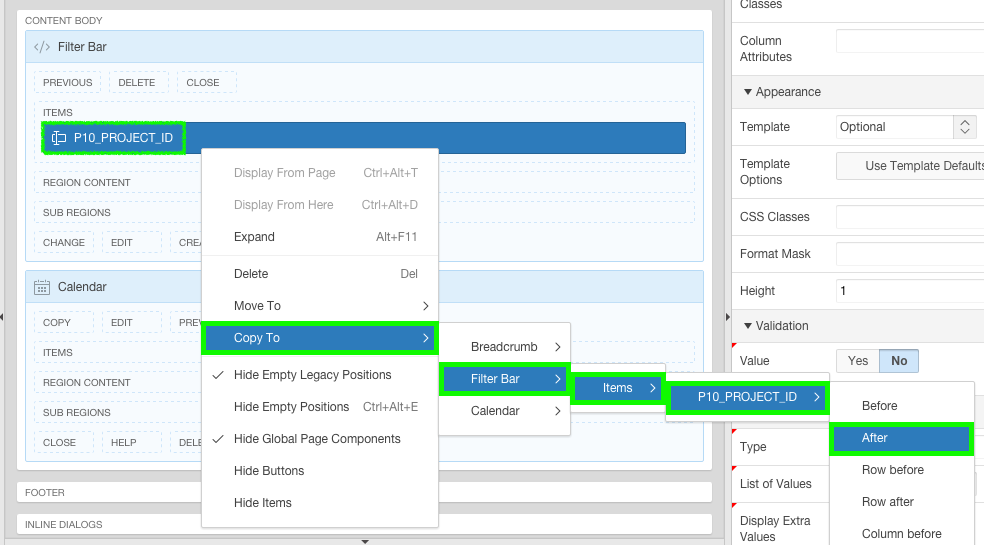 CONTENT BODY
Filter Bar
PREVIOUS DELETE CLOSE
ITEMS
P10_PROJECT_ID
REGION CONTENT
SUB REGIONS
CHANGE EDIT
Calendar
COPY EDIT
ITEMS
REGION CONTENT
SUB REGIONS
CLOSE HELP
FOOTER
INLINE DIALOGS
Display From Page Ctrl+Alt+T
Display From Here Ctrl+Alt+D
Expand Alt+F11
Delete Del
Move To
Copy To
Hide Empty Legacy Positions
Hide Empty Positions Ctrl+Alt+E
Hide Global Page Components
Hide Buttons
Hide Items
Breadcrumb
Filter Bar
Calendar
Items
P10_PROJECT_ID
Before
After
Row before
Row after
Column before
Classes
Column
Attributes
Appearance
Template Optional
Template
Options
Use Template Defaults
CSS Classes
Format Mask
Height 1
Validation
Value Yes No
Type
List of Values
Display Extra
Values